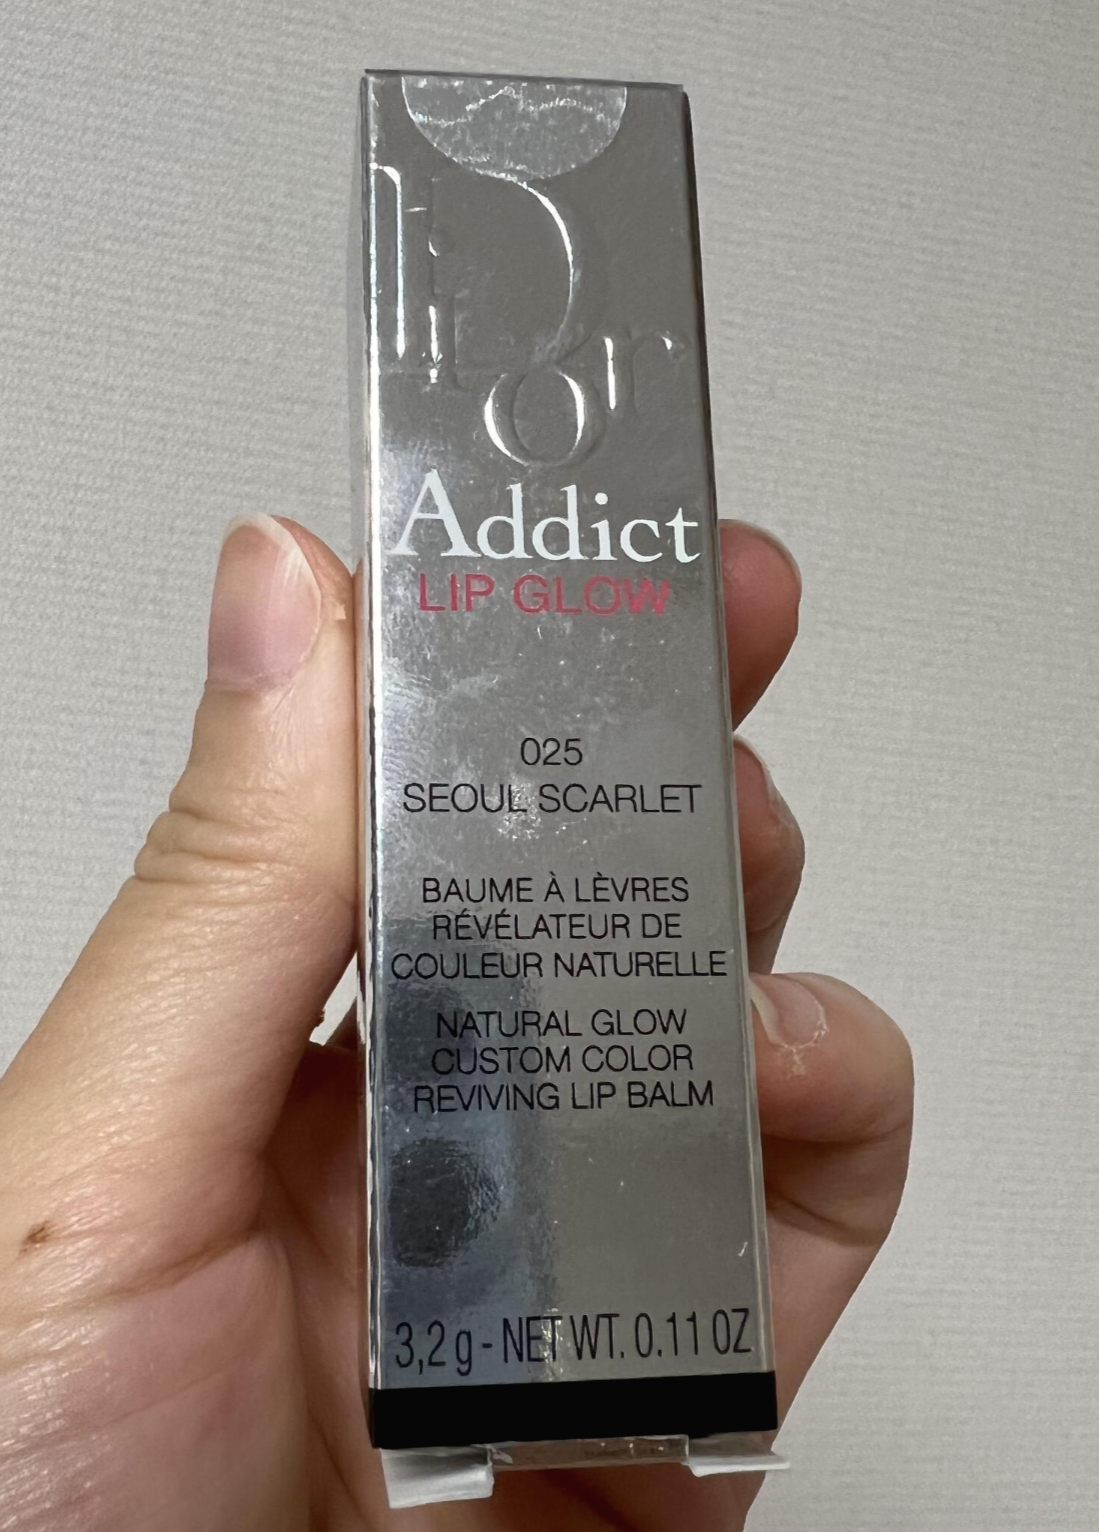 Dior
Addict
LIP GLOW
025
SEOUL SCARLET
BAUME À LÈVRES
RÉVÉLATEUR DE
COULEUR NATURELLE
NATURAL GLOW
CUSTOM COLOR
REVIVING LIP BALM
3,2 g - NET WT. 0.11 OZ